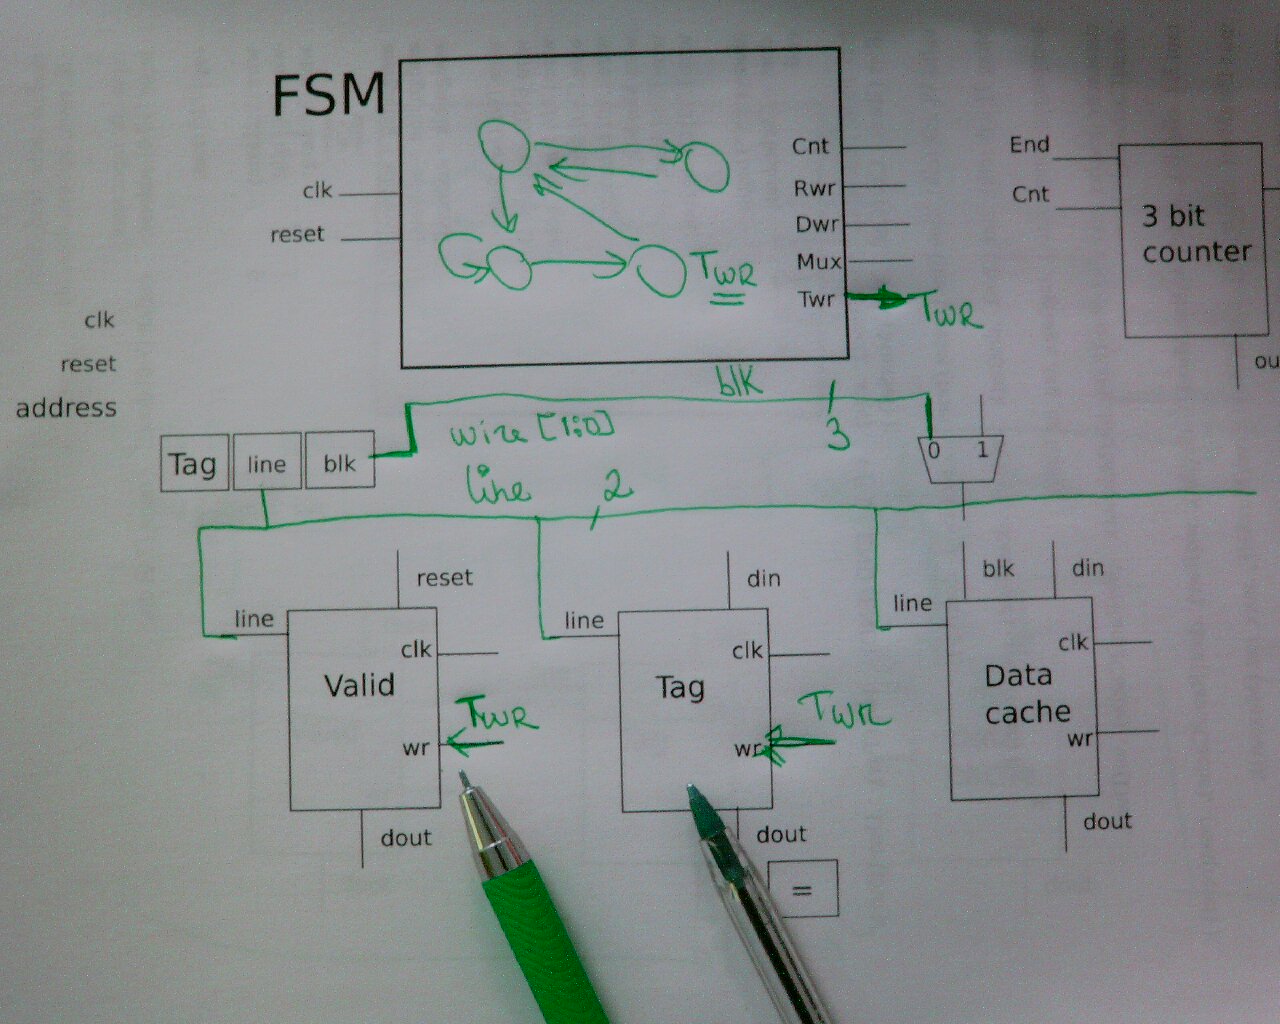 FSM
clk
reset
Cnt
Rwr
Dwr
Mux
Twr
TWR
TWR
End
Cnt
3 bit
counter
ou
clk
reset
address
Tag line blk
blk
3
wire [1:0]
line
2
0 1
line
reset
clk
Valid
wr
TWR
dout
line
din
clk
Tag
wr
TWR
dout
=
line
blk
din
clk
Data
cache
wr
dout